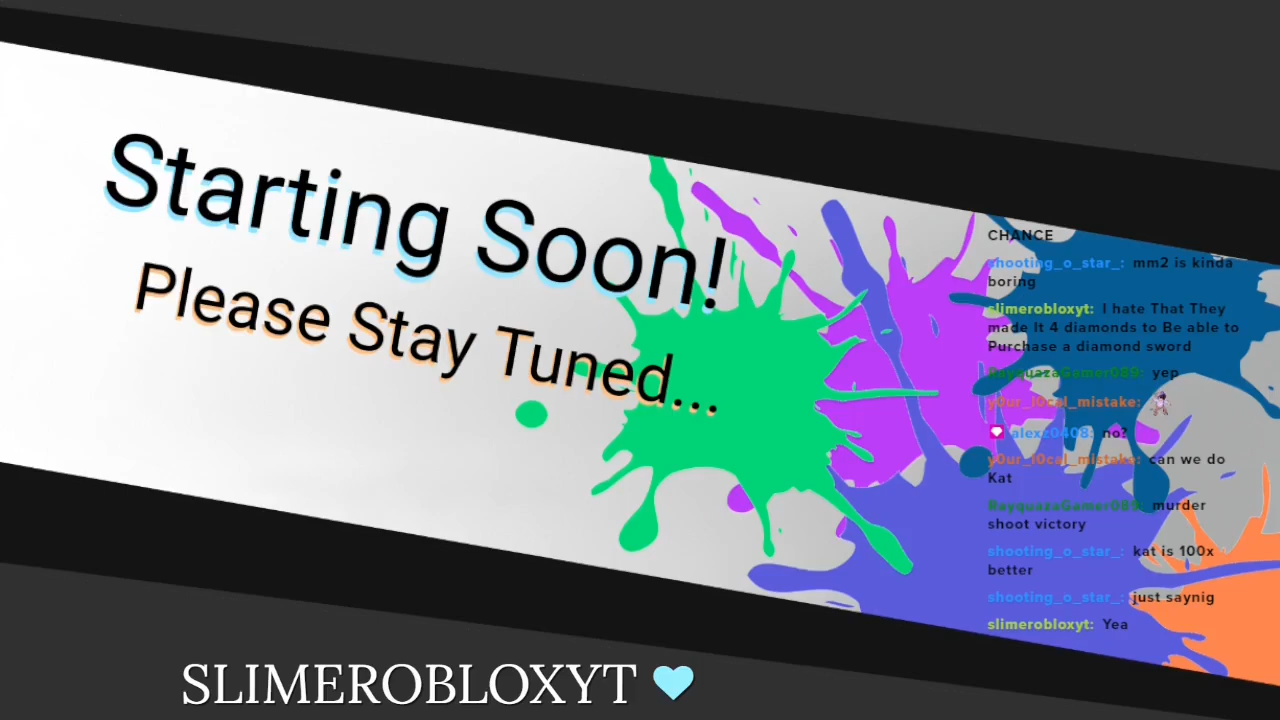 Starting Soon!
Please Stay Tuned...
CHANCE
shooting_o_star_: mm2 is kinda
boring
slimerobloxyt: I hate That They
made It 4 diamonds to Be able to
Purchase a diamond sword
RayquazaGamer089: yep
y0ur_l0cal_mistake:
alexz0408: no?
y0ur_l0cal_mistake: can we do
Kat
RayquazaGamer089: murder
shoot victory
shooting_o_star_: kat is 100x
better
shooting_o_star_: just saynig
slimerobloxyt: Yea
SLIMEROBLOXYT